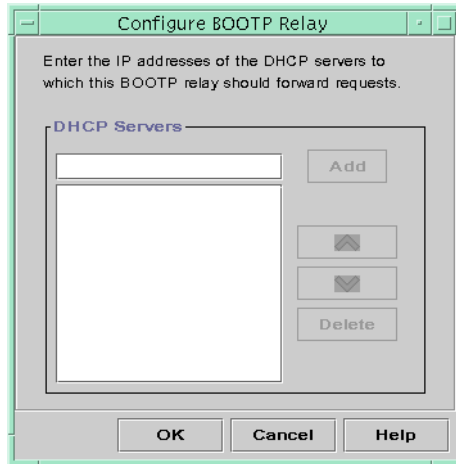 Configure BOOTP Relay
Enter the IP addresses of the DHCP servers to
which this BOOTP relay should forward requests.
DHCP Servers
Add
Delete
OK
Cancel
Help